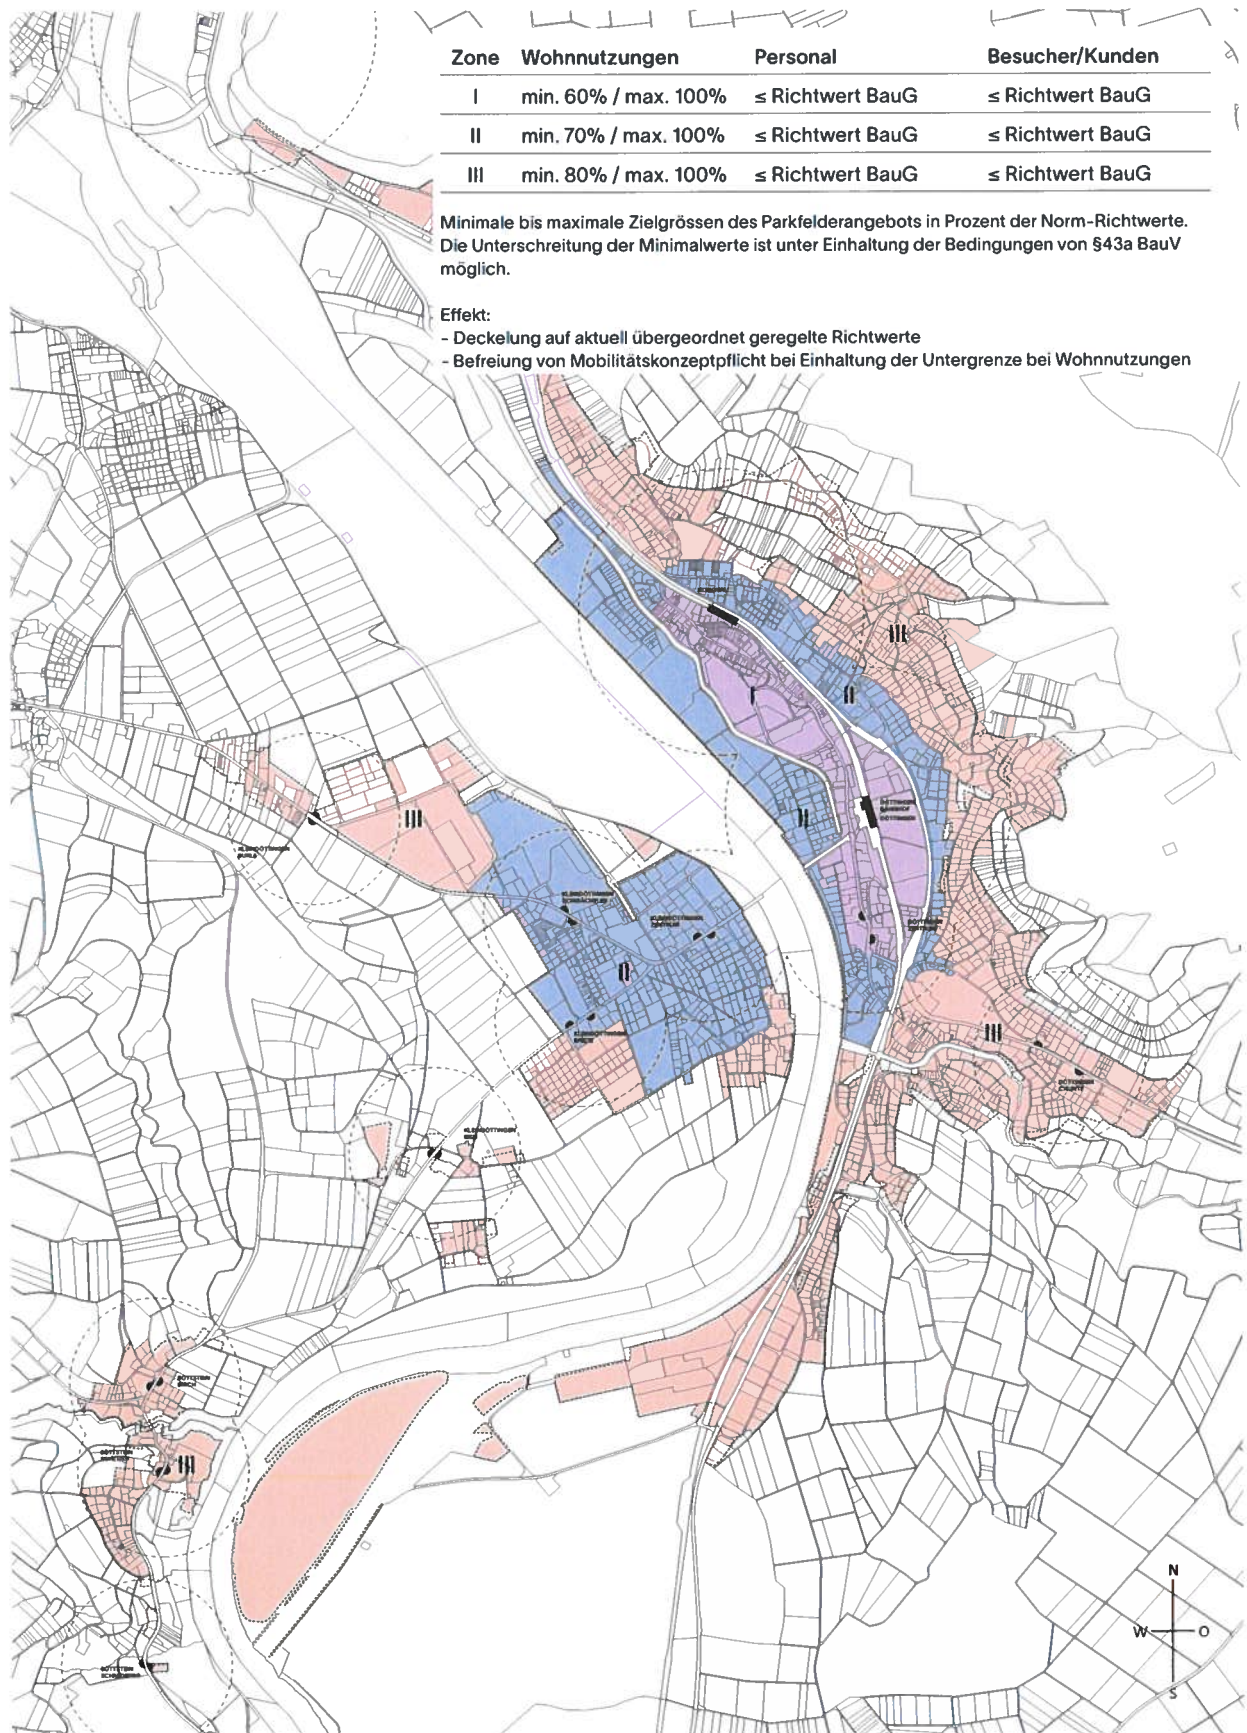 Zone Wohnnutzungen Personal Besucher/Kunden
I min. 60% / max. 100% ≤ Richtwert BauG ≤ Richtwert BauG
II min. 70% / max. 100% ≤ Richtwert BauG ≤ Richtwert BauG
III min. 80% / max. 100% ≤ Richtwert BauG ≤ Richtwert BauG
Minimale bis maximale Zielgrössen des Parkfelderangebots in Prozent der Norm-Richtwerte.
Die Unterschreitung der Minimalwerte ist unter Einhaltung der Bedingungen von §43a BauV
möglich.
Effekt:
- Deckelung auf aktuell übergeordnet geregelte Richtwerte
- Befreiung von Mobilitätskonzeptpflicht bei Einhaltung der Untergrenze bei Wohnnutzungen
III
I
II
III
II
II
III
III
N
W
O
S